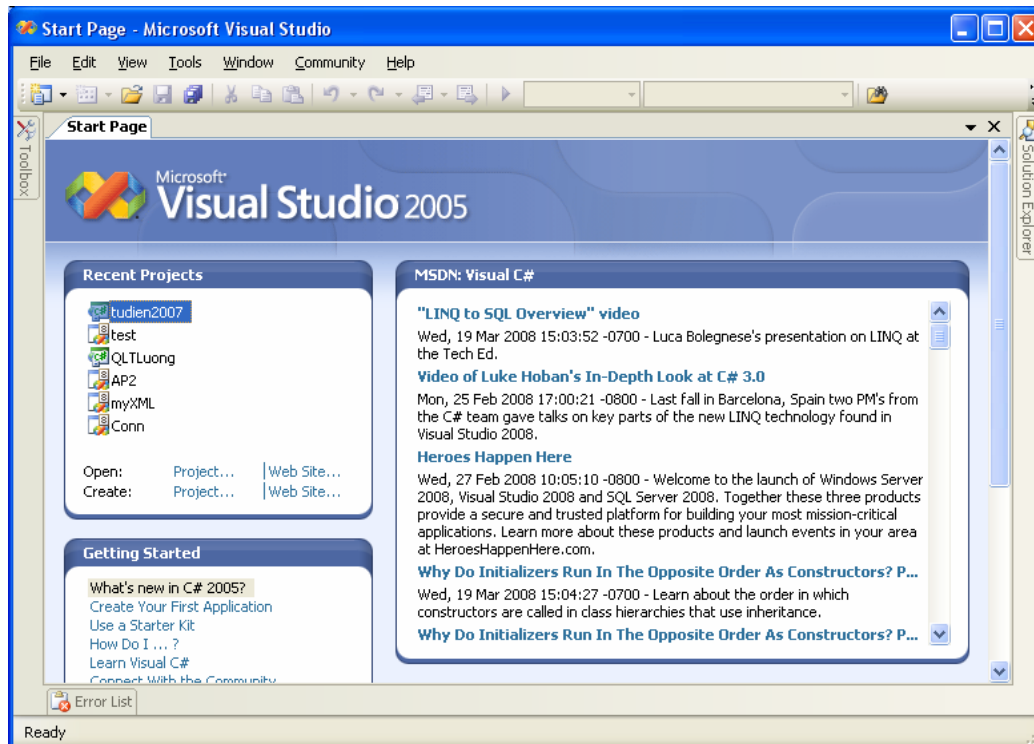 Start Page - Microsoft Visual Studio
File Edit View Tools Window Community Help
Toolbox
Start Page
Solution Explorer
Microsoft
Visual Studio 2005
Recent Projects
tudien2007
test
QLTLuong
AP2
myXML
Conn
Open: Project... Web Site...
Create: Project... Web Site...
Getting Started
What's new in C# 2005?
Create Your First Application
Use a Starter Kit
How Do I ... ?
Learn Visual C#
Connect With the Community
MSDN: Visual C#
"LINQ to SQL Overview" video
Wed, 19 Mar 2008 15:03:52 -0700 - Luca Bolegnese's presentation on LINQ at
the Tech Ed.
Video of Luke Hoban's In-Depth Look at C# 3.0
Mon, 25 Feb 2008 17:00:21 -0800 - Last fall in Barcelona, Spain two PM's from
the C# team gave talks on key parts of the new LINQ technology found in
Visual Studio 2008.
Heroes Happen Here
Wed, 27 Feb 2008 10:05:10 -0800 - Welcome to the launch of Windows Server
2008, Visual Studio 2008 and SQL Server 2008. Together these three products
provide a secure and trusted platform for building your most mission-critical
applications. Learn more about these products and launch events in your area
at HeroesHappenHere.com.
Why Do Initializers Run In The Opposite Order As Constructors? P...
Wed, 19 Mar 2008 15:04:27 -0700 - Learn about the order in which
constructors are called in class hierarchies that use inheritance.
Why Do Initializers Run In The Opposite Order As Constructors? P...
Error List
Ready